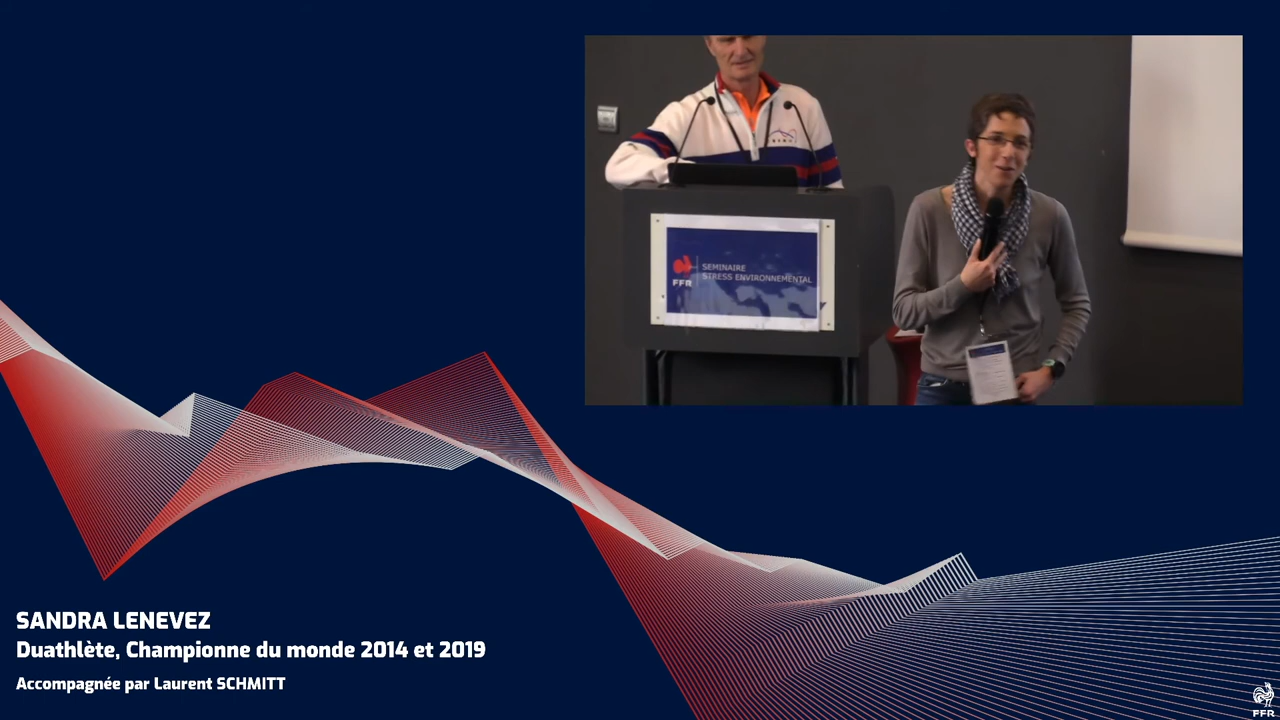 SEMINAIRE
STRESS ENVIRONNEMENTAL
FFR
SANDRA LENEVEZ
Duathlète, Championne du monde 2014 et 2019
Accompagnée par Laurent SCHMITT
FFR